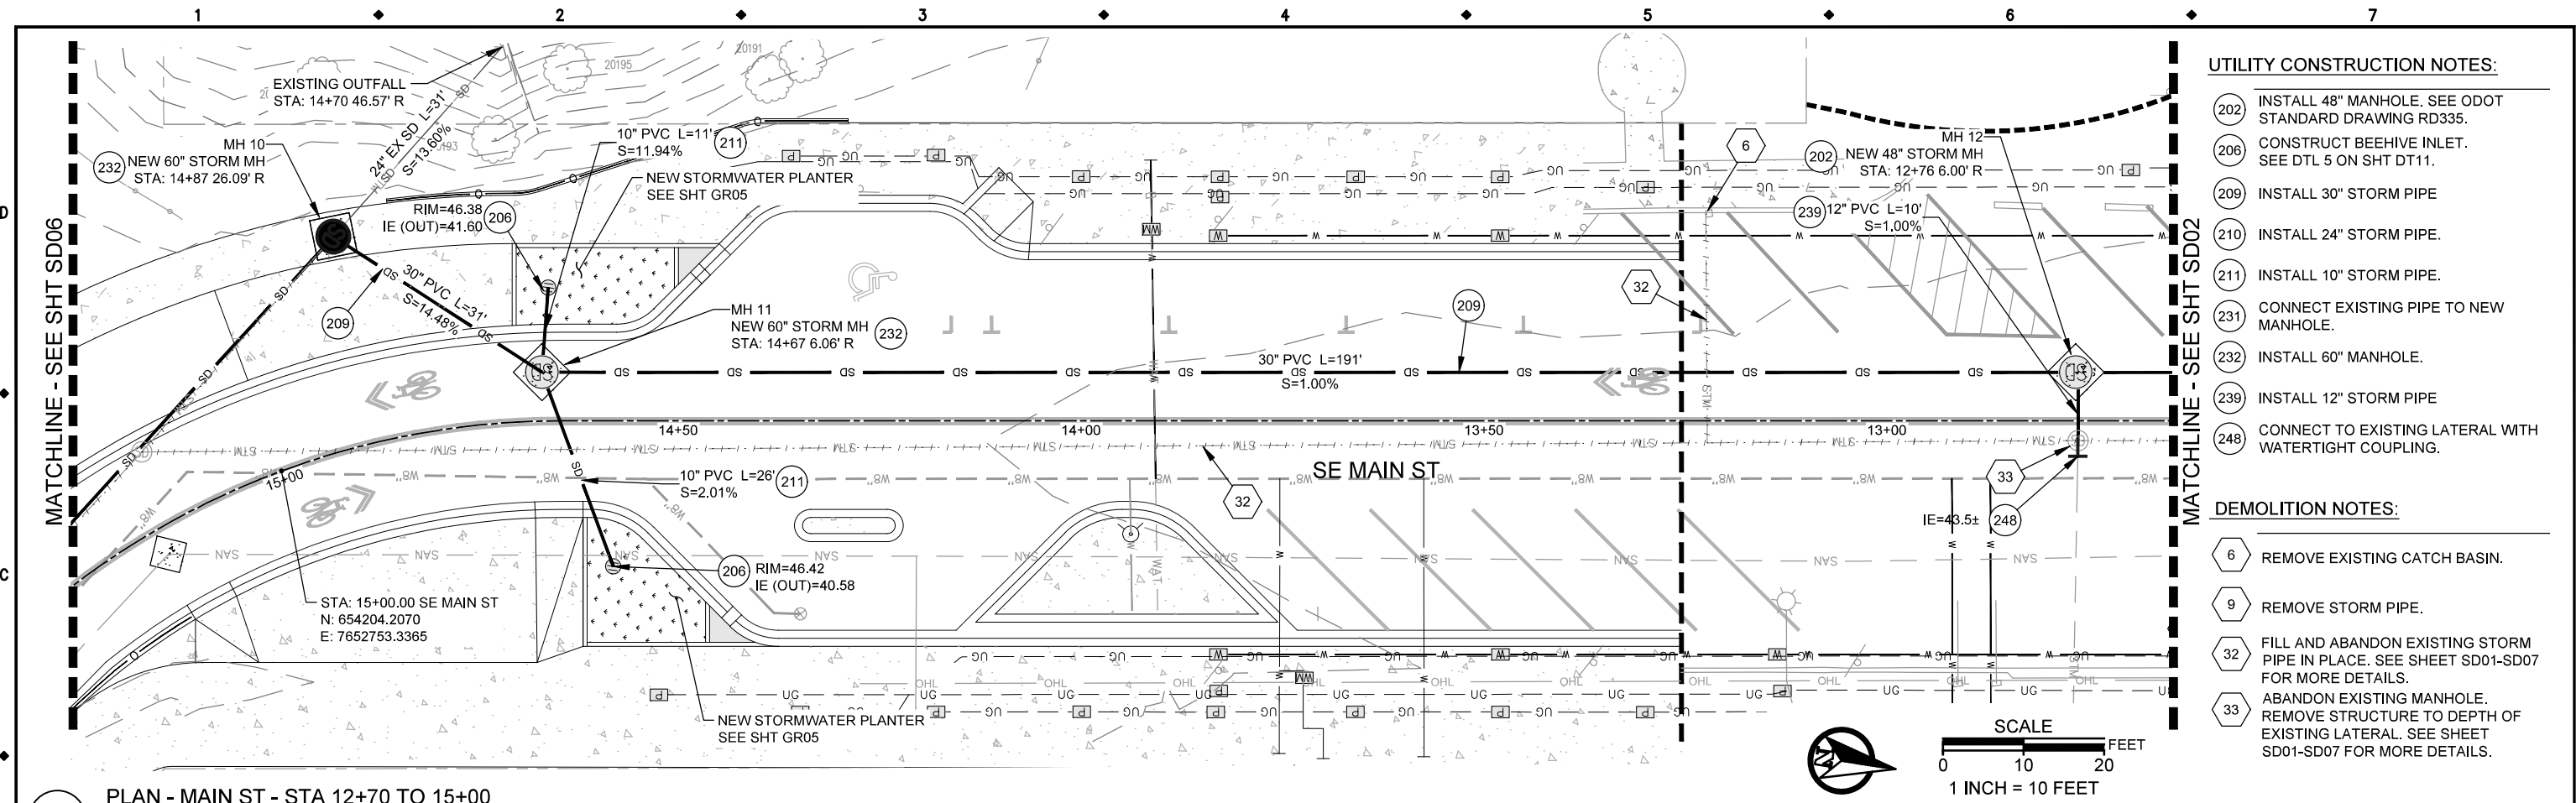 1 2 3 4 5 6 7
D
C
MATCHLINE - SEE SHT SD06
EXISTING OUTFALL
STA: 14+70 46.57' R
20191
20195
24" EX SD L=31'
S=13.60%
MH 10
232
NEW 60" STORM MH
STA: 14+87 26.09' R
10" PVC L=11'
S=11.94%
211
NEW STORMWATER PLANTER
SEE SHT GR05
RIM=46.38
IE (OUT)=41.60
206
30" PVC L=31'
S=14.48%
209
MH 11
NEW 60" STORM MH
STA: 14+67 6.06' R
232
209
30" PVC L=191'
S=1.00%
6
32
MH 12
202
NEW 48" STORM MH
STA: 12+76 6.00' R
239
12" PVC L=10'
S=1.00%
15+00
14+50
14+00
13+50
13+00
SE MAIN ST
10" PVC L=26'
S=2.01%
211
32
33
IE=43.5±
248
206
RIM=46.42
IE (OUT)=40.58
STA: 15+00.00 SE MAIN ST
N: 654204.2070
E: 7652753.3365
NEW STORMWATER PLANTER
SEE SHT GR05
SCALE
FEET
0 10 20
1 INCH = 10 FEET
MATCHLINE - SEE SHT SD02
PLAN - MAIN ST - STA 12+70 TO 15+00
UTILITY CONSTRUCTION NOTES:
202 INSTALL 48" MANHOLE. SEE ODOT
STANDARD DRAWING RD335.
206 CONSTRUCT BEEHIVE INLET.
SEE DTL 5 ON SHT DT11.
209 INSTALL 30" STORM PIPE
210 INSTALL 24" STORM PIPE.
211 INSTALL 10" STORM PIPE.
231 CONNECT EXISTING PIPE TO NEW
MANHOLE.
232 INSTALL 60" MANHOLE.
239 INSTALL 12" STORM PIPE
248 CONNECT TO EXISTING LATERAL WITH
WATERTIGHT COUPLING.
DEMOLITION NOTES:
6 REMOVE EXISTING CATCH BASIN.
9 REMOVE STORM PIPE.
32 FILL AND ABANDON EXISTING STORM
PIPE IN PLACE. SEE SHEET SD01-SD07
FOR MORE DETAILS.
33 ABANDON EXISTING MANHOLE.
REMOVE STRUCTURE TO DEPTH OF
EXISTING LATERAL. SEE SHEET
SD01-SD07 FOR MORE DETAILS.